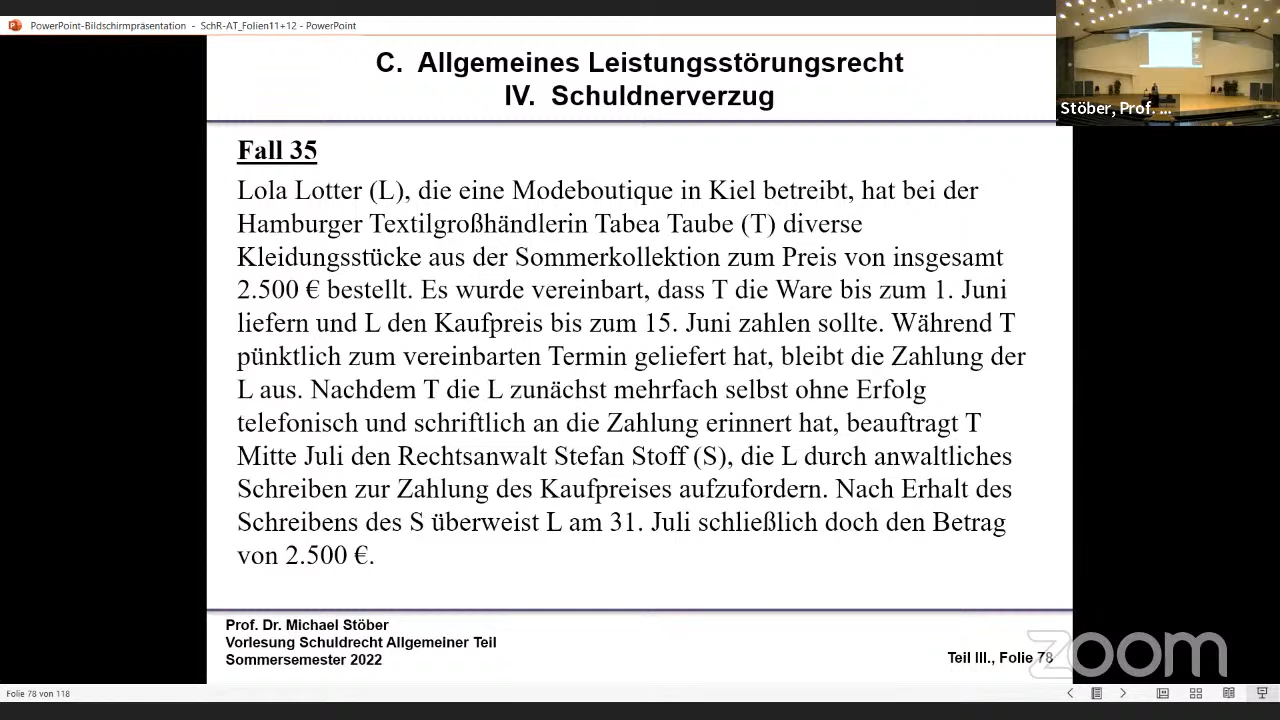 PowerPoint-Bildschirmpräsentation - SchR-AT_Folien11+12 - PowerPoint
C. Allgemeines Leistungsstörungsrecht
IV. Schuldnerverzug
Stöber, Prof. ...
Fall 35
Lola Lotter (L), die eine Modeboutique in Kiel betreibt, hat bei der
Hamburger Textilgroßhändlerin Tabea Taube (T) diverse
Kleidungsstücke aus der Sommerkollektion zum Preis von insgesamt
2.500 € bestellt. Es wurde vereinbart, dass T die Ware bis zum 1. Juni
liefern und L den Kaufpreis bis zum 15. Juni zahlen sollte. Während T
pünktlich zum vereinbarten Termin geliefert hat, bleibt die Zahlung der
L aus. Nachdem T die L zunächst mehrfach selbst ohne Erfolg
telefonisch und schriftlich an die Zahlung erinnert hat, beauftragt T
Mitte Juli den Rechtsanwalt Stefan Stoff (S), die L durch anwaltliches
Schreiben zur Zahlung des Kaufpreises aufzufordern. Nach Erhalt des
Schreibens des S überweist L am 31. Juli schließlich doch den Betrag
von 2.500 €.
Prof. Dr. Michael Stöber
Vorlesung Schuldrecht Allgemeiner Teil
Sommersemester 2022
Teil III., Folie 78
zoom
Folie 78 von 118